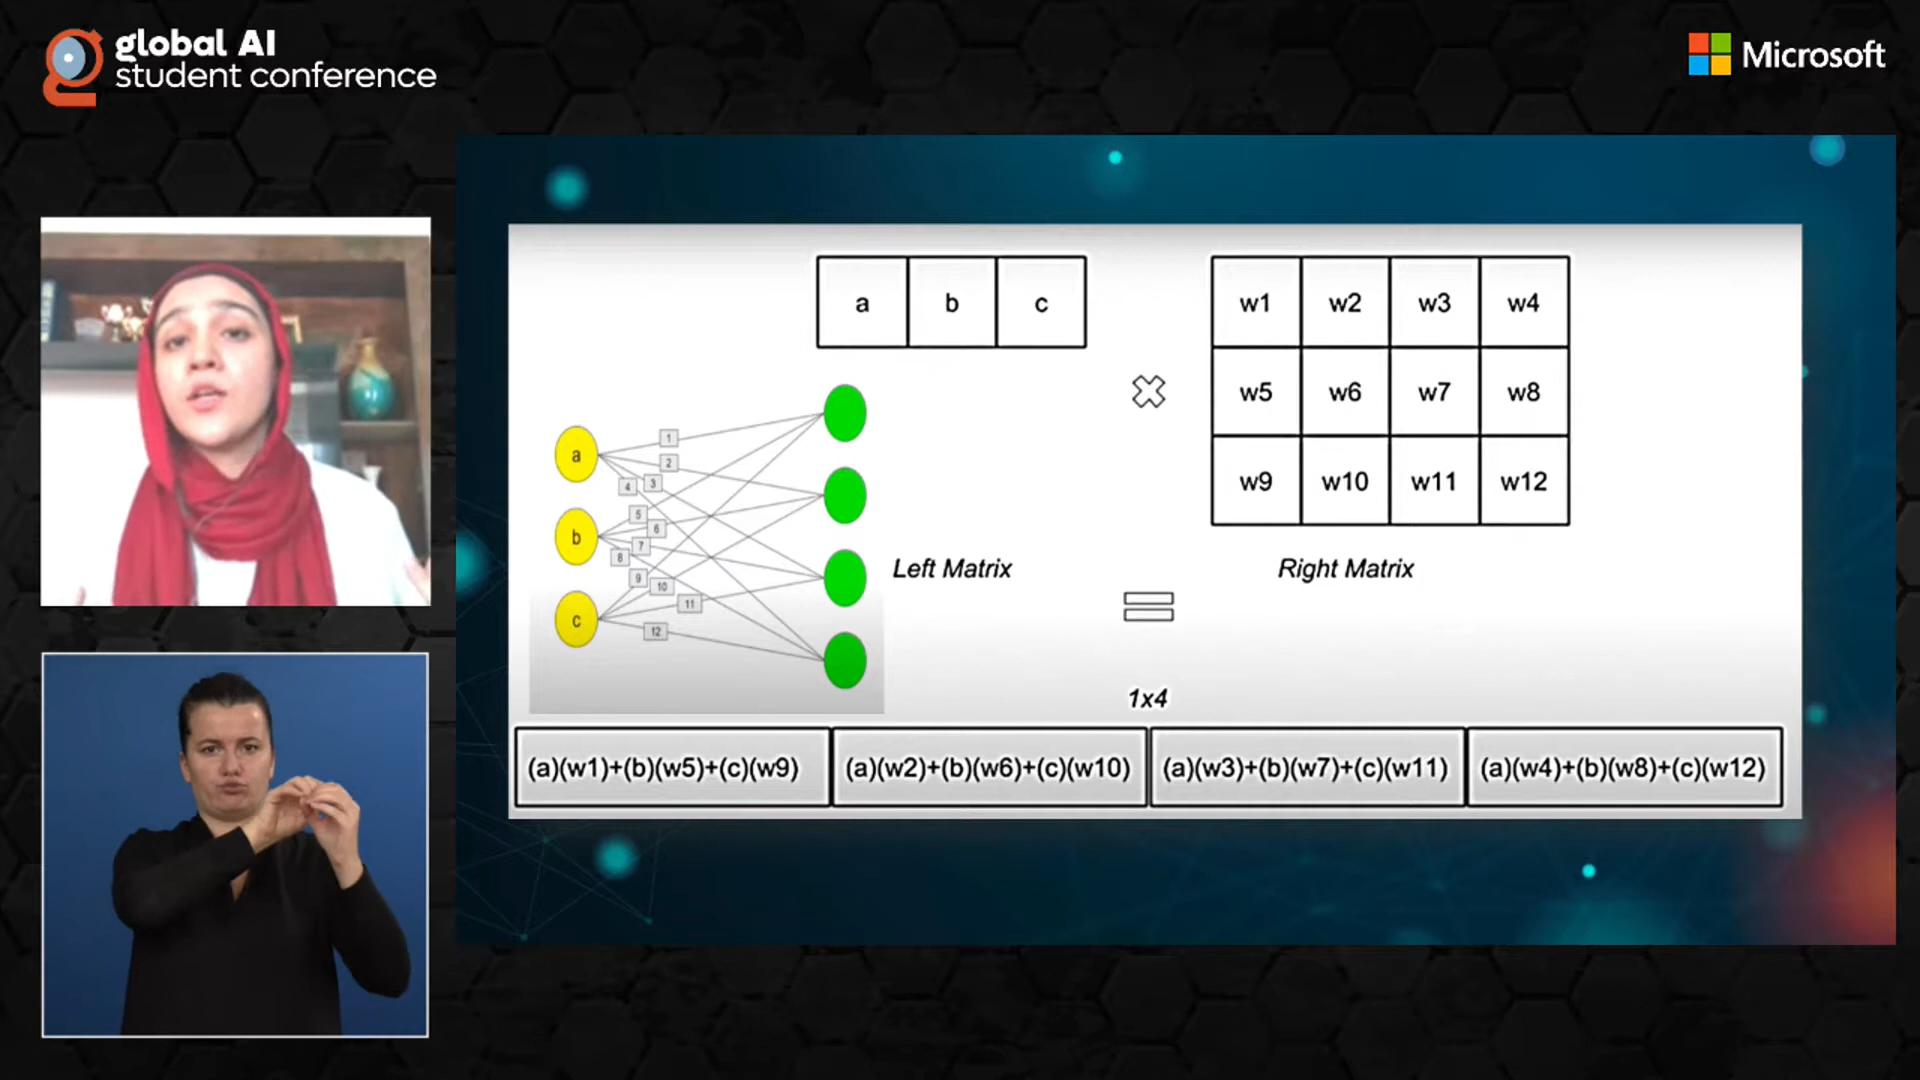 global AI
student conference
Microsoft
a b c
w1 w2 w3 w4
w5 w6 w7 w8
w9 w10 w11 w12
a
b
c
1
2
3
4
5
6
7
8
9
10
11
12
Left Matrix
Right Matrix
1x4
(a)(w1)+(b)(w5)+(c)(w9) (a)(w2)+(b)(w6)+(c)(w10) (a)(w3)+(b)(w7)+(c)(w11) (a)(w4)+(b)(w8)+(c)(w12)